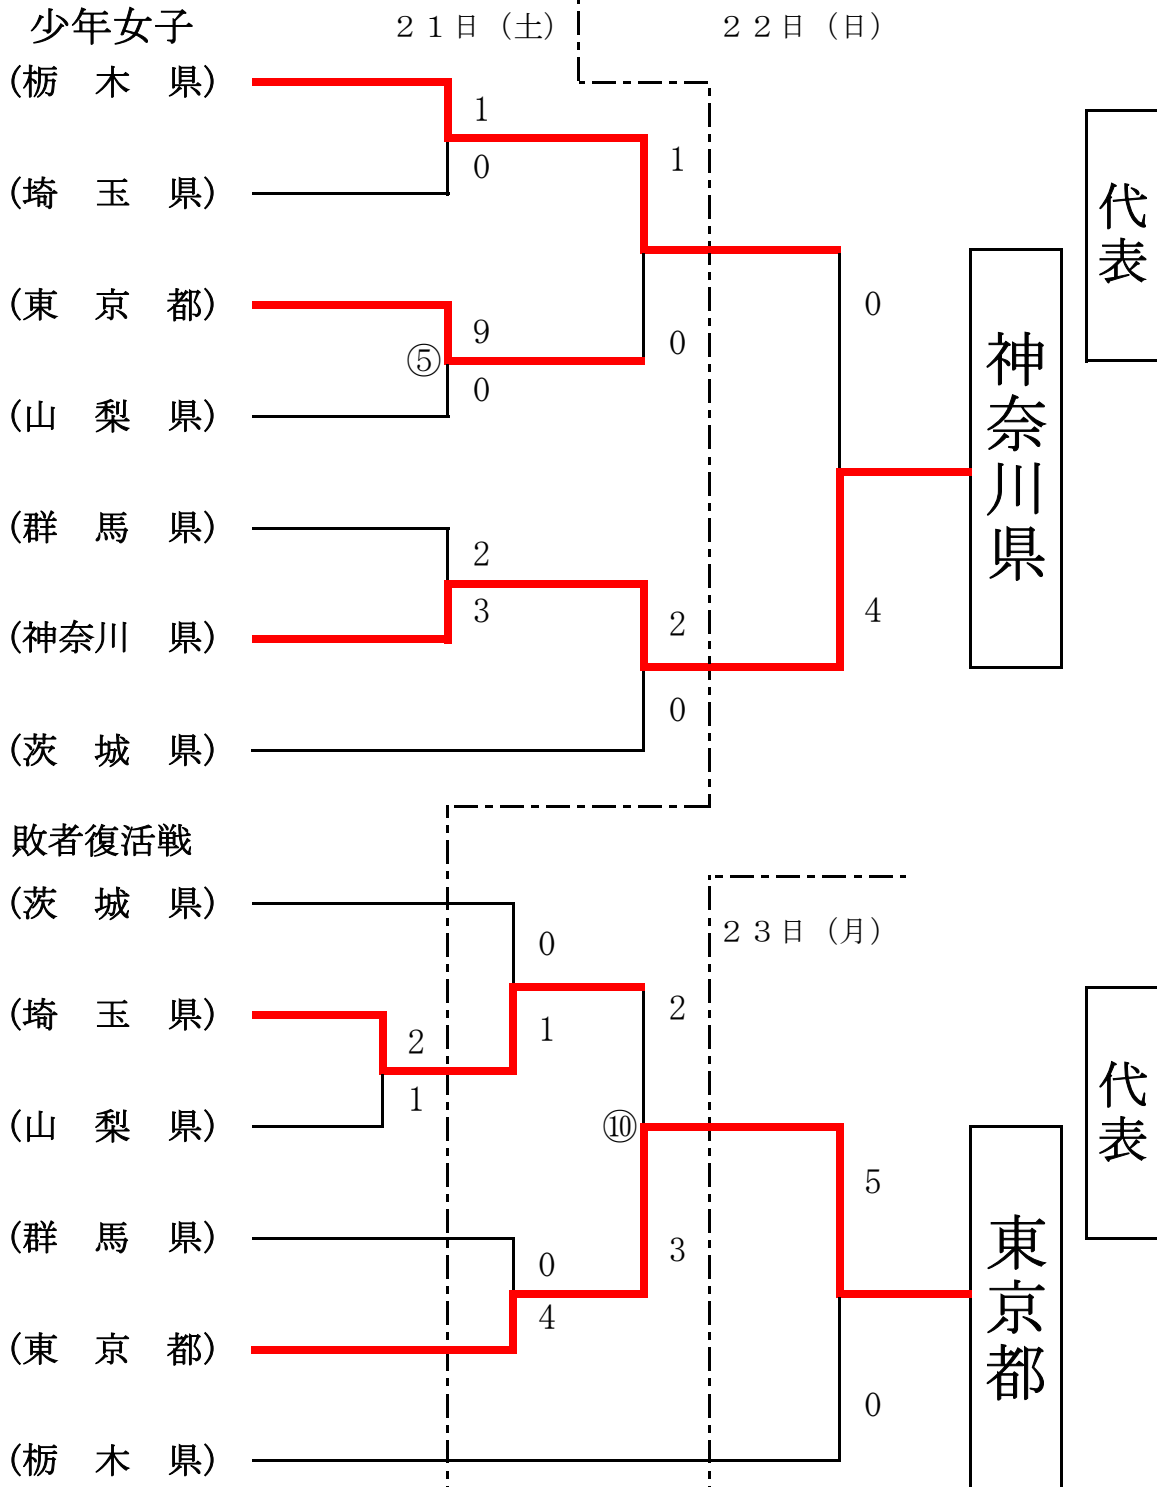 少年女子
２１日（土）
２２日（日）
(栃　木　県)
1
0
(埼　玉　県)
1
代表
(東　京　都)
9
⑤
0
0
(山　梨　県)
0
神奈川県
(群　馬　県)
2
3
(神奈川　県)
2
4
0
(茨　城　県)
敗者復活戦
(茨　城　県)
0
２３日（月）
(埼　玉　県)
2
1
1
2
代表
(山　梨　県)
⑩
5
(群　馬　県)
0
4
3
東京都
(東　京　都)
0
(栃　木　県)